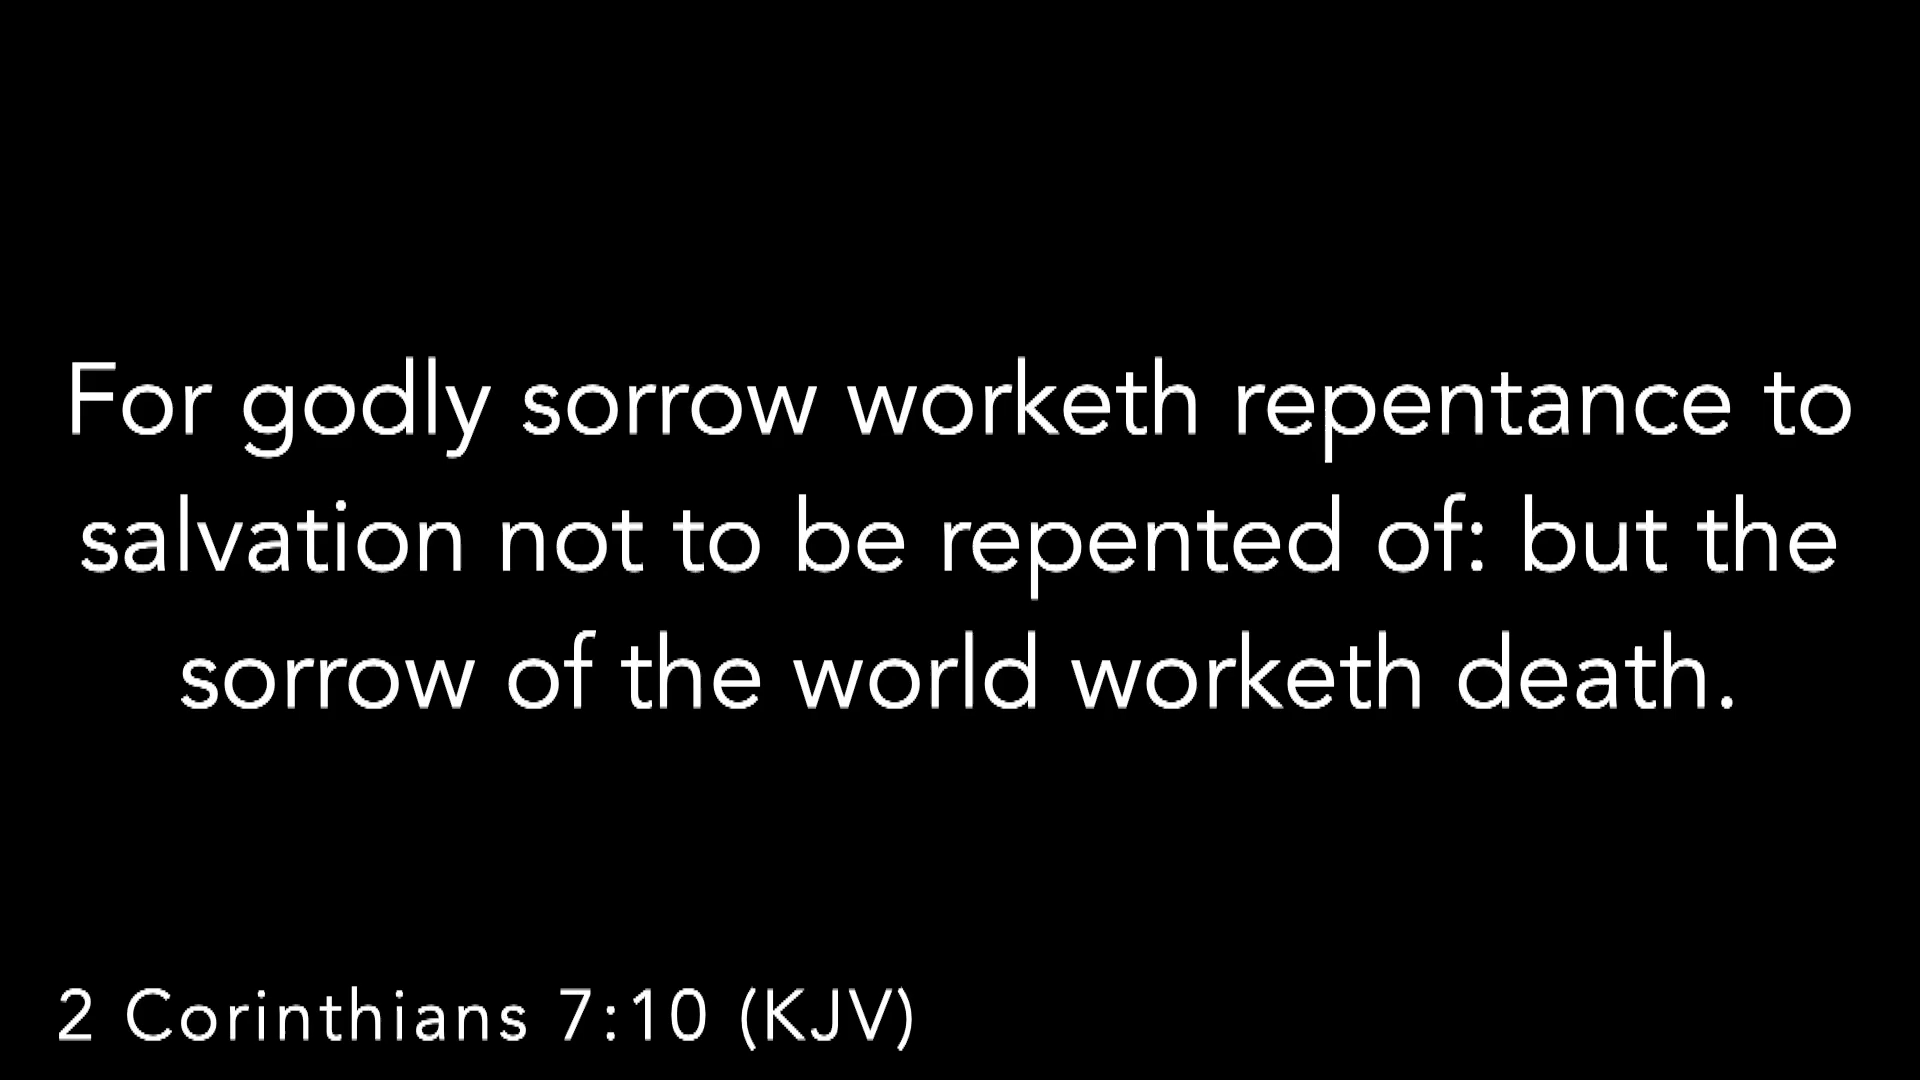 For godly sorrow worketh repentance to
salvation not to be repented of: but the
sorrow of the world worketh death.
2 Corinthians 7:10 (KJV)